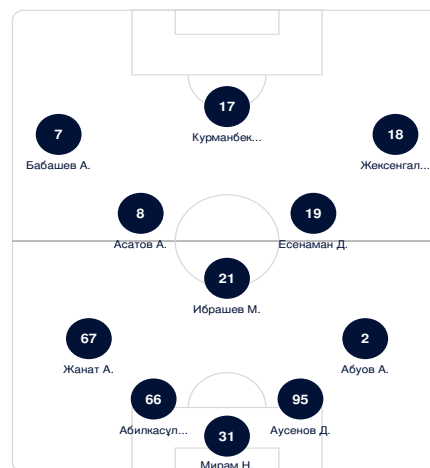 17
Курманбек...
7
Бабашев А.
18
Жексенгал...
8
Асатов А.
19
Есенаман Д.
21
Ибрашев М.
67
Жанат А.
2
Абуов А.
66
Абилкасұл...
95
Аусенов Д.
31
Мирам Н.